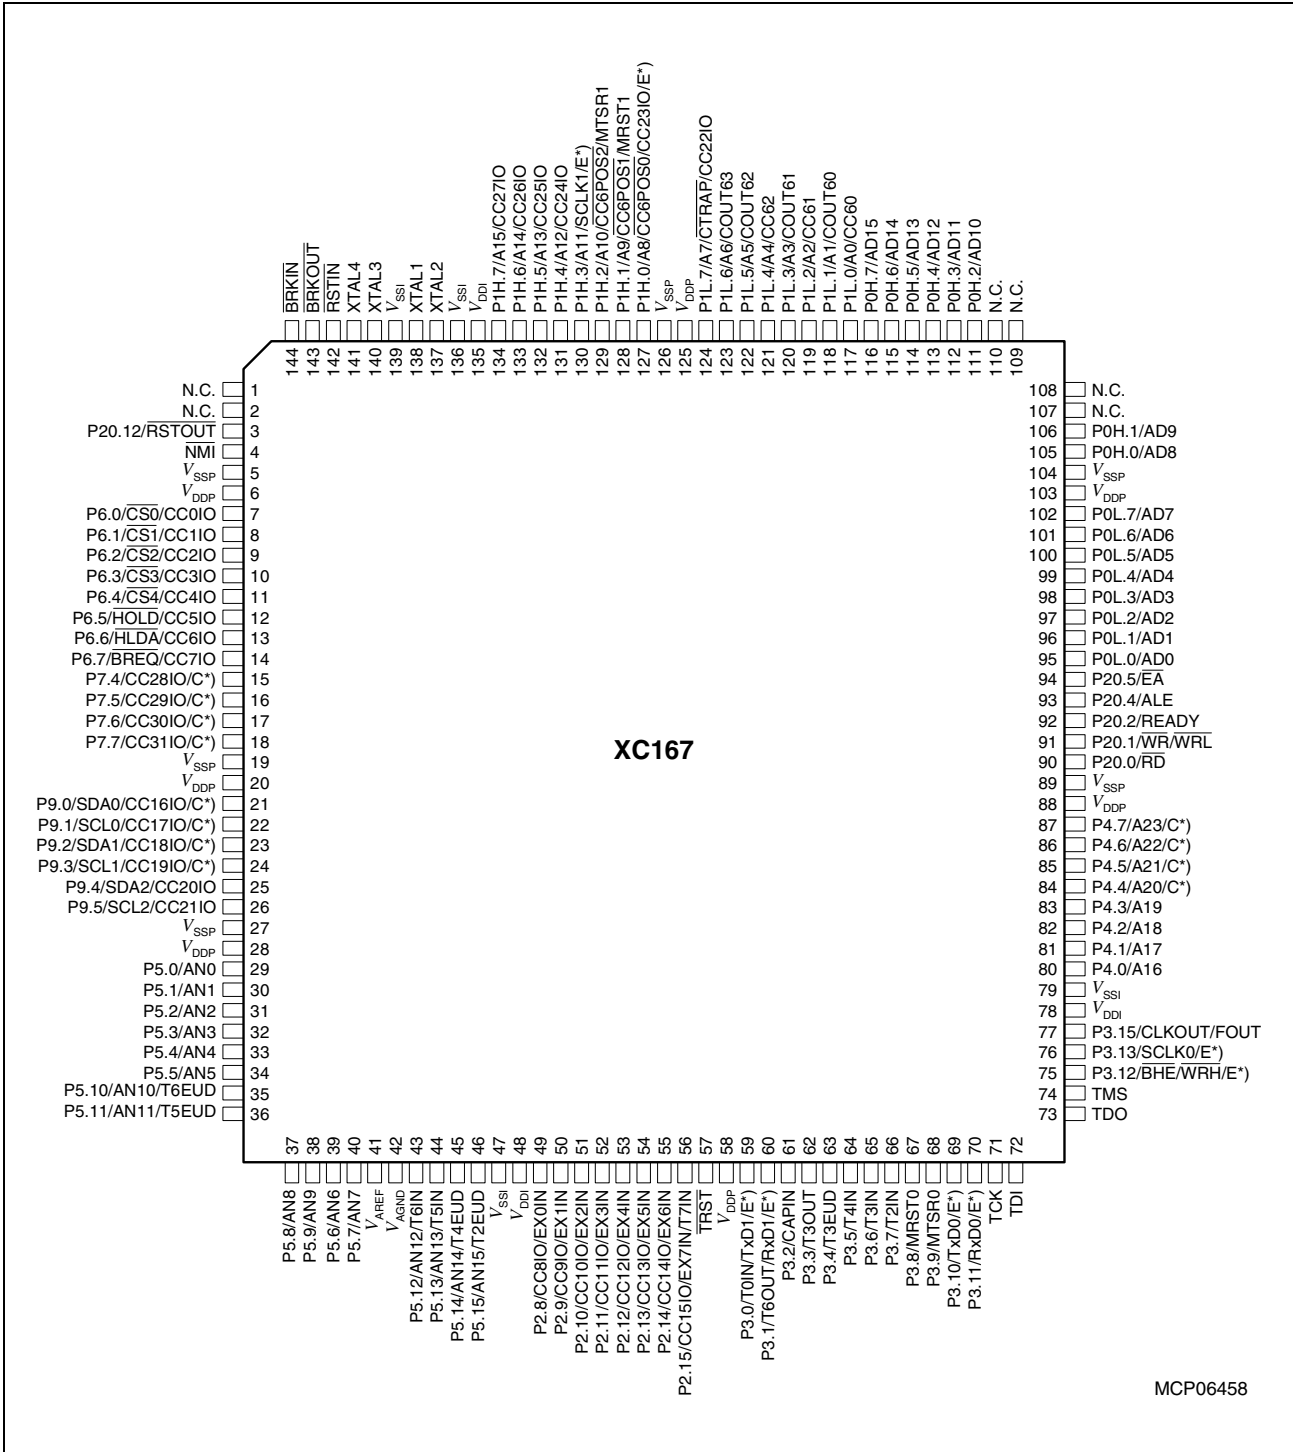 BRKIN
BRKOUT
RSTIN
XTAL4
XTAL3
VSSI
XTAL1
XTAL2
VSSI
VDDI
P1H.7/A15/CC27IO
P1H.6/A14/CC26IO
P1H.5/A13/CC25IO
P1H.4/A12/CC24IO
P1H.3/A11/SCLK1/E*)
P1H.2/A10/CC6POS2/MTSR1
P1H.1/A9/CC6POS1/MRST1
P1H.0/A8/CC6POS0/CC23IO/E*)
VSSP
VDDP
P1L.7/A7/CTRAP/CC22IO
P1L.6/A6/COUT63
P1L.5/A5/COUT62
P1L.4/A4/CC62
P1L.3/A3/COUT61
P1L.2/A2/CC61
P1L.1/A1/COUT60
P1L.0/A0/CC60
P0H.7/AD15
P0H.6/AD14
P0H.5/AD13
P0H.4/AD12
P0H.3/AD11
P0H.2/AD10
N.C.
N.C.
144 143 142 141 140 139 138 137 136 135 134 133 132 131 130 129 128 127 126 125 124 123 122 121 120 119 118 117 116 115 114 113 112 111 110 109
N.C. 1
N.C. 2
P20.12/RSTOUT 3
NMI 4
VSSP 5
VDDP 6
P6.0/CS0/CC0IO 7
P6.1/CS1/CC1IO 8
P6.2/CS2/CC2IO 9
P6.3/CS3/CC3IO 10
P6.4/CS4/CC4IO 11
P6.5/HOLD/CC5IO 12
P6.6/HLDA/CC6IO 13
P6.7/BREQ/CC7IO 14
P7.4/CC28IO/C*) 15
P7.5/CC29IO/C*) 16
P7.6/CC30IO/C*) 17
P7.7/CC31IO/C*) 18
VSSP 19
VDDP 20
P9.0/SDA0/CC16IO/C*) 21
P9.1/SCL0/CC17IO/C*) 22
P9.2/SDA1/CC18IO/C*) 23
P9.3/SCL1/CC19IO/C*) 24
P9.4/SDA2/CC20IO 25
P9.5/SCL2/CC21IO 26
VSSP 27
VDDP 28
P5.0/AN0 29
P5.1/AN1 30
P5.2/AN2 31
P5.3/AN3 32
P5.4/AN4 33
P5.5/AN5 34
P5.10/AN10/T6EUD 35
P5.11/AN11/T5EUD 36
XC167
108 N.C.
107 N.C.
106 P0H.1/AD9
105 P0H.0/AD8
104 VSSP
103 VDDP
102 P0L.7/AD7
101 P0L.6/AD6
100 P0L.5/AD5
99 P0L.4/AD4
98 P0L.3/AD3
97 P0L.2/AD2
96 P0L.1/AD1
95 P0L.0/AD0
94 P20.5/EA
93 P20.4/ALE
92 P20.2/READY
91 P20.1/WR/WRL
90 P20.0/RD
89 VSSP
88 VDDP
87 P4.7/A23/C*)
86 P4.6/A22/C*)
85 P4.5/A21/C*)
84 P4.4/A20/C*)
83 P4.3/A19
82 P4.2/A18
81 P4.1/A17
80 P4.0/A16
79 VSSI
78 VDDI
77 P3.15/CLKOUT/FOUT
76 P3.13/SCLK0/E*)
75 P3.12/BHE/WRH/E*)
74 TMS
73 TDO
37 38 39 40 41 42 43 44 45 46 47 48 49 50 51 52 53 54 55 56 57 58 59 60 61 62 63 64 65 66 67 68 69 70 71 72
P5.8/AN8
P5.9/AN9
P5.6/AN6
P5.7/AN7
VAREF
VAGND
P5.12/AN12/T6IN
P5.13/AN13/T5IN
P5.14/AN14/T4EUD
P5.15/AN15/T2EUD
VSSI
VDDI
P2.8/CC8IO/EX0IN
P2.9/CC9IO/EX1IN
P2.10/CC10IO/EX2IN
P2.11/CC11IO/EX3IN
P2.12/CC12IO/EX4IN
P2.13/CC13IO/EX5IN
P2.14/CC14IO/EX6IN
P2.15/CC15IO/EX7IN/T7IN
TRST
VDDP
P3.0/T0IN/TxD1/E*)
P3.1/T6OUT/RxD1/E*)
P3.2/CAPIN
P3.3/T3OUT
P3.4/T3EUD
P3.5/T4IN
P3.6/T3IN
P3.7/T2IN
P3.8/MRST0
P3.9/MTSR0
P3.10/TxD0/E*)
P3.11/RxD0/E*)
TCK
TDI
MCP06458